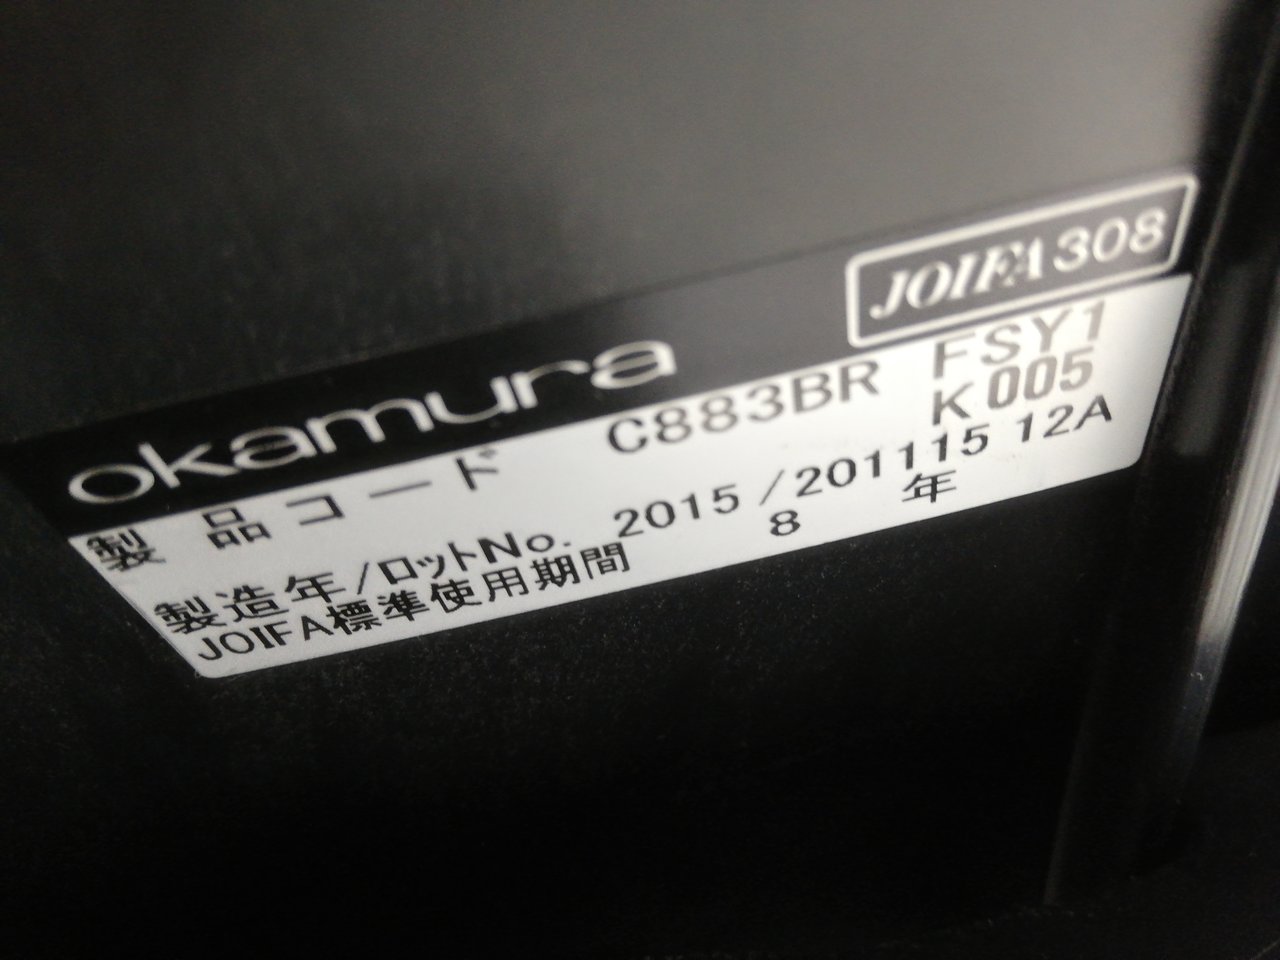 okamura
JOIFA308
製品コード C883BR FSY1
K005
製造年/ロットNo. 2015/201115 12A
JOIFA標準使用期間 8 年